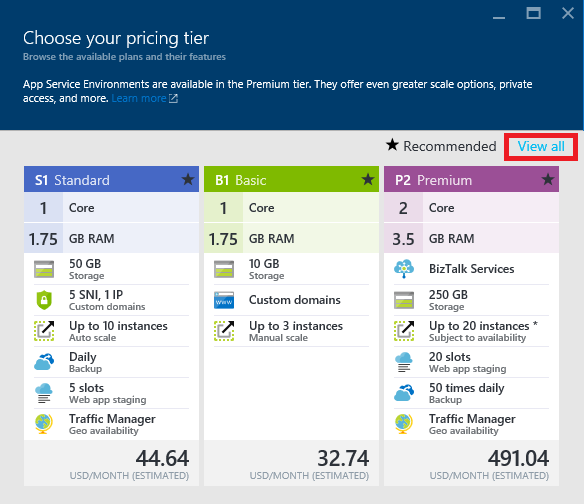 Choose your pricing tier
Browse the available plans and their features
App Service Environments are available in the Premium tier. They offer even greater scale options, private
access, and more. Learn more
★ Recommended View all
S1 Standard ★
1 Core
1.75 GB RAM
50 GB
Storage
5 SNI, 1 IP
Custom domains
Up to 10 instances
Auto scale
Daily
Backup
5 slots
Web app staging
Traffic Manager
Geo availability
44.64
USD/MONTH (ESTIMATED)
B1 Basic ★
1 Core
1.75 GB RAM
10 GB
Storage
WWW
Custom domains
Up to 3 instances
Manual scale
32.74
USD/MONTH (ESTIMATED)
P2 Premium ★
2 Core
3.5 GB RAM
BizTalk Services
250 GB
Storage
Up to 20 instances *
Subject to availability
20 slots
Web app staging
50 times daily
Backup
Traffic Manager
Geo availability
491.04
USD/MONTH (ESTIMATED)